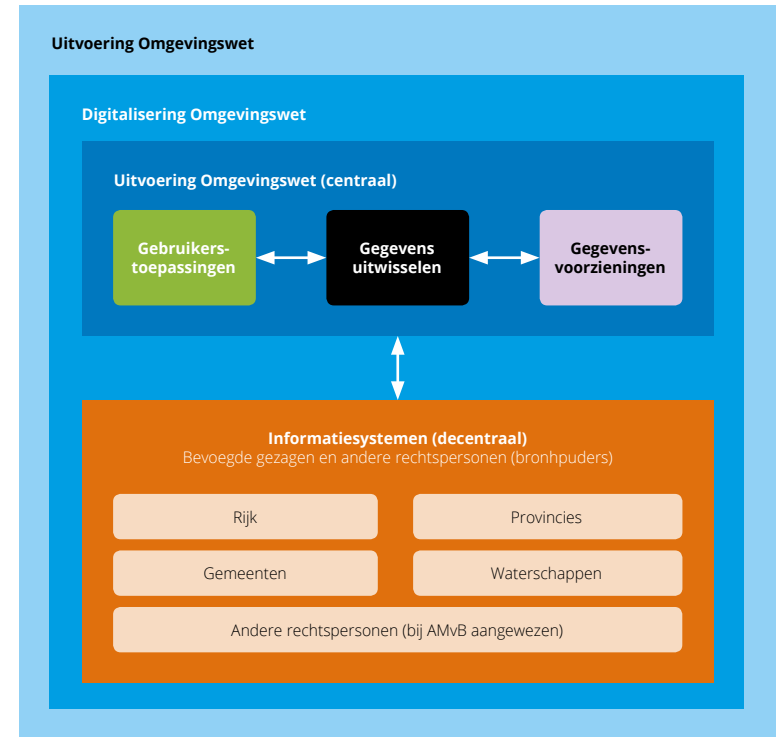 Uitvoering Omgevingswet
Digitalisering Omgevingswet
Uitvoering Omgevingswet (centraal)
Gebruikers-
toepassingen
Gegevens
uitwisselen
Gegevens-
voorzieningen
Informatiesystemen (decentraal)
Bevoegde gezagen en andere rechtspersonen (bronhpuders)
Rijk
Provincies
Gemeenten
Waterschappen
Andere rechtspersonen (bij AMvB aangewezen)